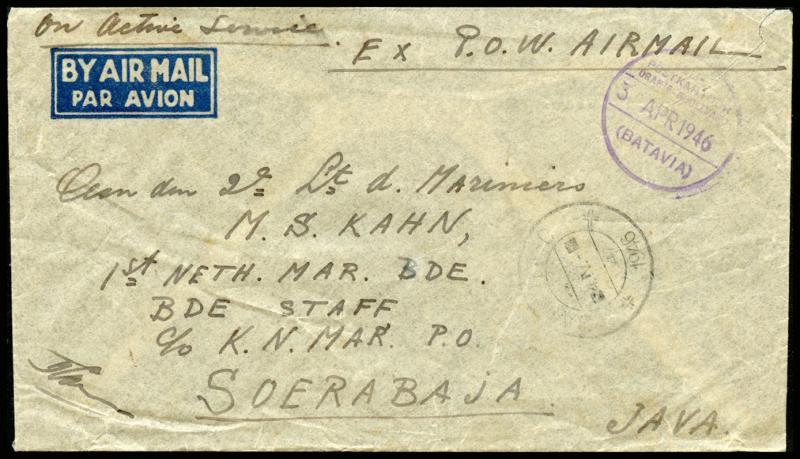 On Active Service
Ex P.O.W. AIRMAIL
BY AIR MAIL
PAR AVION
3 APR 1946
(BATAVIA)
Aan den 2e Lt. d. Mariniers
M. S. KAHN,
1st NETH. MAR. BDE.
BDE STAFF
c/o K. N. MAR. P.O.
SOERABAJA
JAVA.
1946